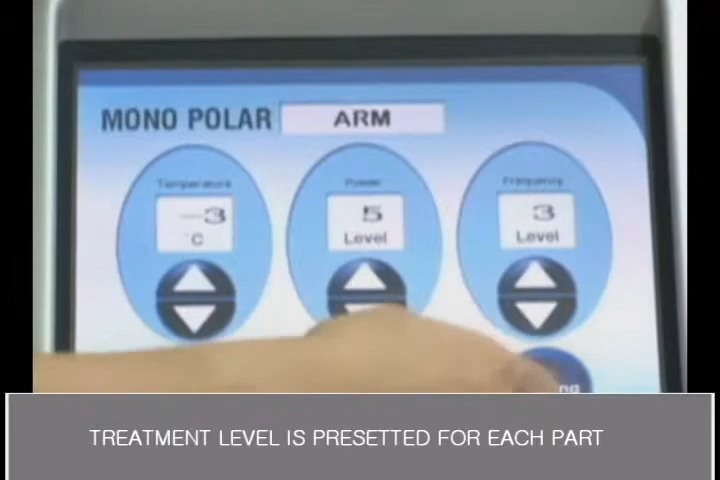 MONO POLAR ARM
Temperature Power Frequency
-3 5 3
°C Level Level
TREATMENT LEVEL IS PRESETTED FOR EACH PART